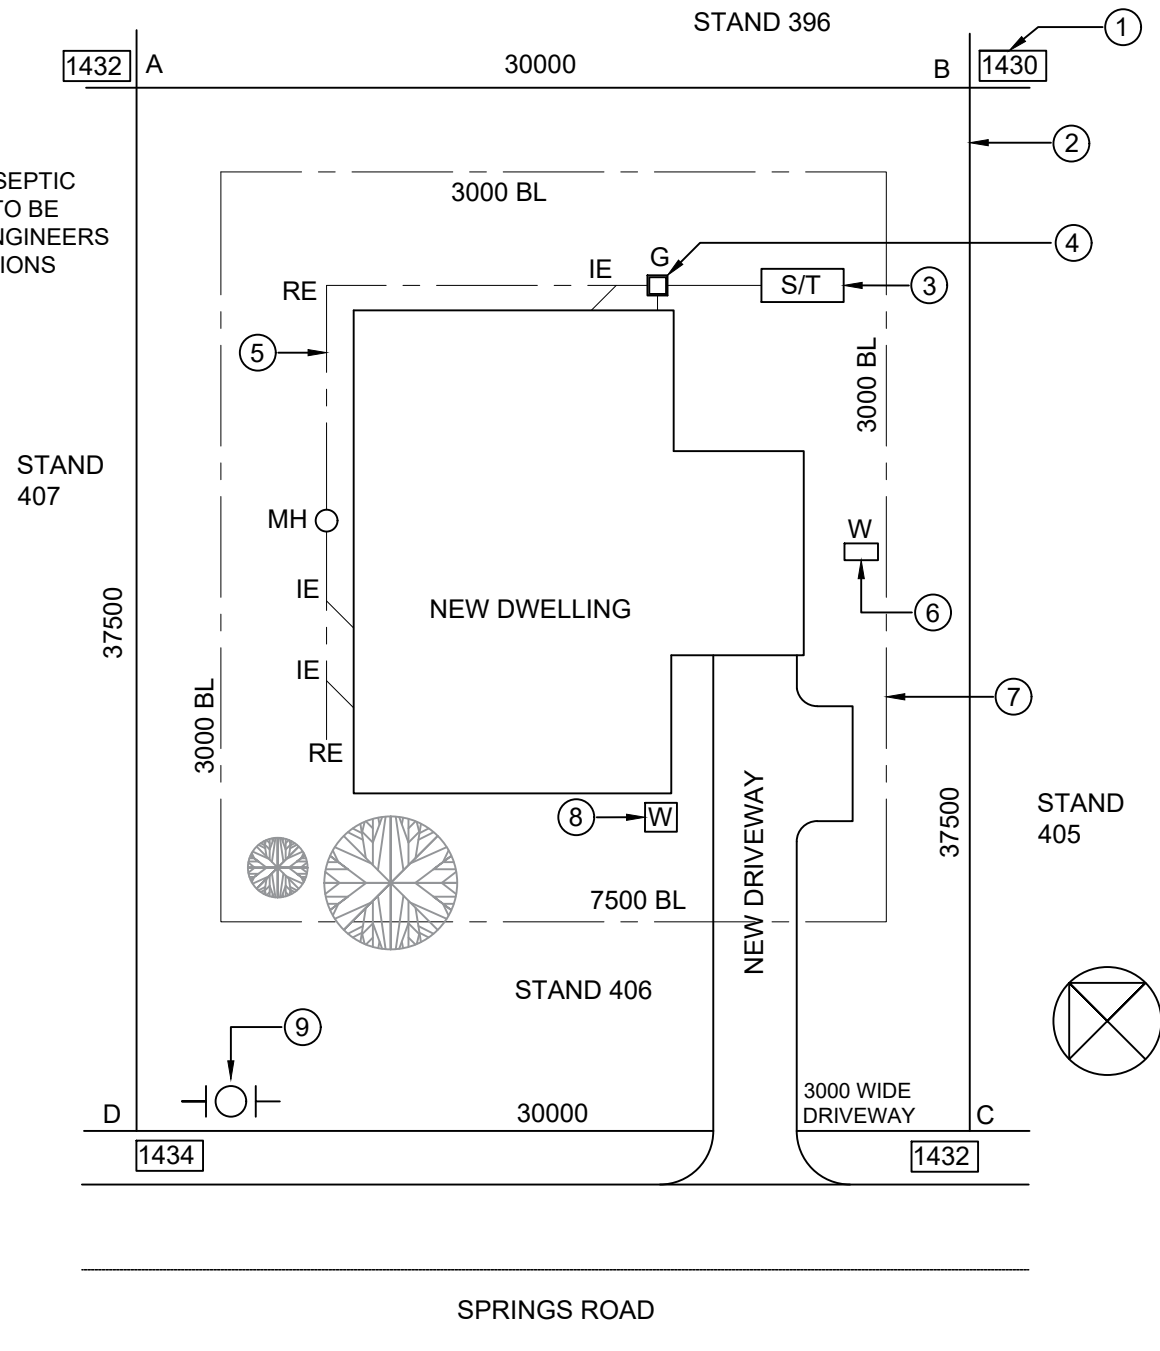 STAND 396
1
1432 A
30000
B 1430
2
SEPTIC
TO BE
NGINEERS
IONS
3000 BL
4
G
IE
RE
S/T
3
5
3000 BL
STAND
407
MH
W
IE
NEW DWELLING
6
37500
IE
3000 BL
7
RE
NEW DRIVEWAY
8
W
37500
STAND
405
7500 BL
STAND 406
9
3000 WIDE
DRIVEWAY
D
30000
C
1434
1432
SPRINGS ROAD